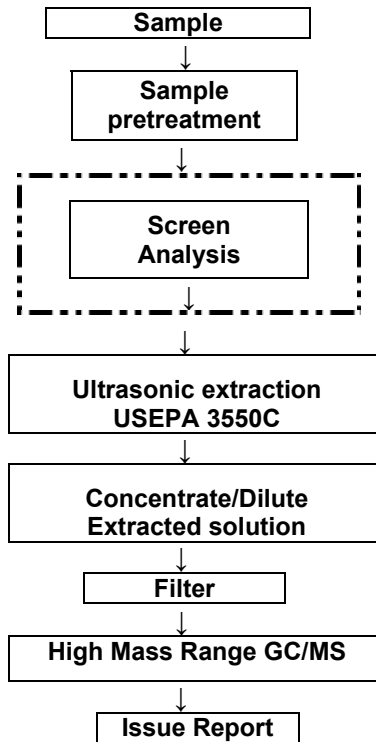 Sample
↓
Sample
pretreatment
↓
Screen
Analysis
↓
↓
Ultrasonic extraction
USEPA 3550C
↓
Concentrate/Dilute
Extracted solution
↓
Filter
↓
High Mass Range GC/MS
↓
Issue Report